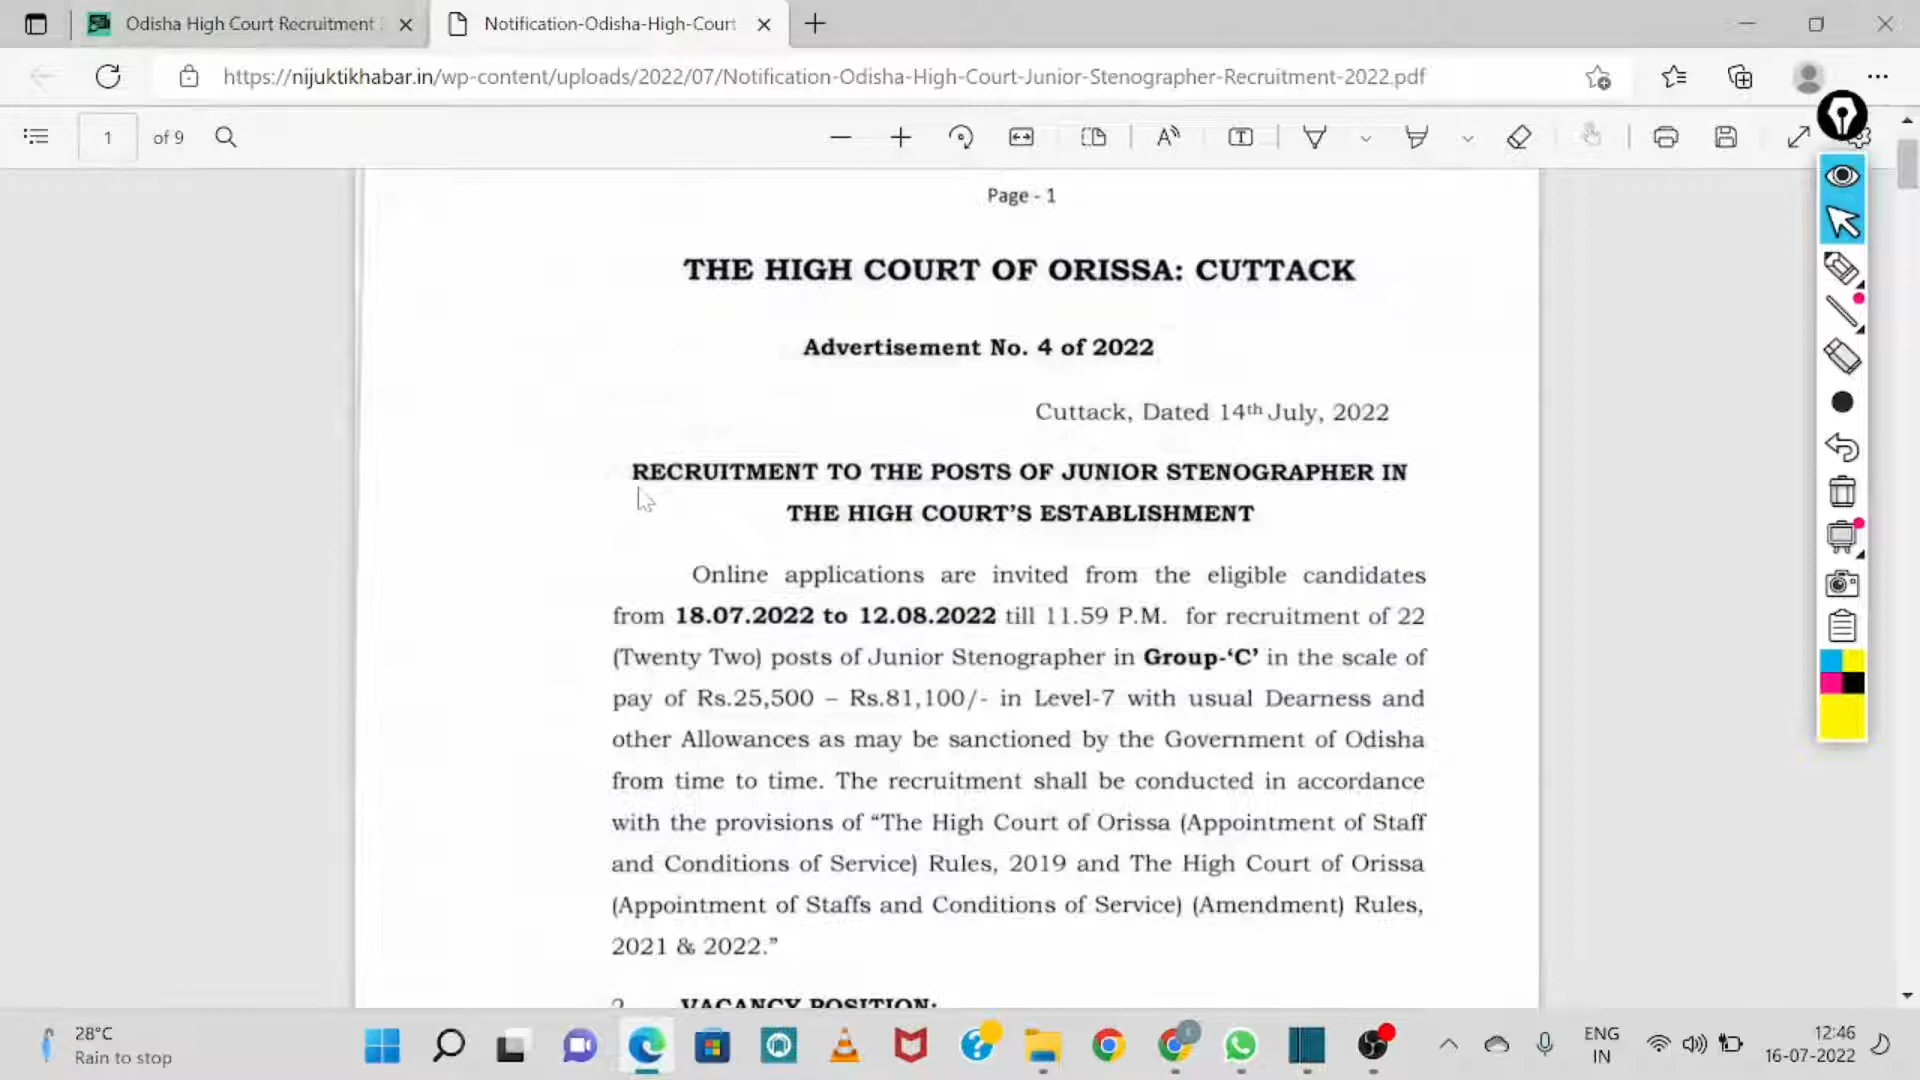 Odisha High Court Recruitment
Notification-Odisha-High-Court
https://nijuktikhabar.in/wp-content/uploads/2022/07/Notification-Odisha-High-Court-Junior-Stenographer-Recruitment-2022.pdf
1 of 9
Page - 1
THE HIGH COURT OF ORISSA: CUTTACK
Advertisement No. 4 of 2022
Cuttack, Dated 14th July, 2022
RECRUITMENT TO THE POSTS OF JUNIOR STENOGRAPHER IN
THE HIGH COURT'S ESTABLISHMENT
Online applications are invited from the eligible candidates
from 18.07.2022 to 12.08.2022 till 11.59 P.M. for recruitment of 22
(Twenty Two) posts of Junior Stenographer in Group-‘C’ in the scale of
pay of Rs.25,500 – Rs.81,100/- in Level-7 with usual Dearness and
other Allowances as may be sanctioned by the Government of Odisha
from time to time. The recruitment shall be conducted in accordance
with the provisions of “The High Court of Orissa (Appointment of Staff
and Conditions of Service) Rules, 2019 and The High Court of Orissa
(Appointment of Staffs and Conditions of Service) (Amendment) Rules,
2021 & 2022.”
2. VACANCY POSITION:
28°C
Rain to stop
ENG
IN
12:46
16-07-2022